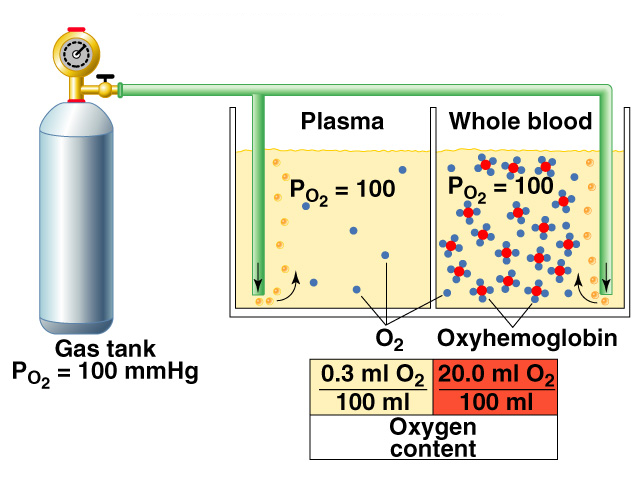 Plasma
Whole blood
PO2 = 100
PO2 = 100
O2
Oxyhemoglobin
Gas tank
PO2 = 100 mmHg
0.3 ml O2
100 ml
20.0 ml O2
100 ml
Oxygen
content